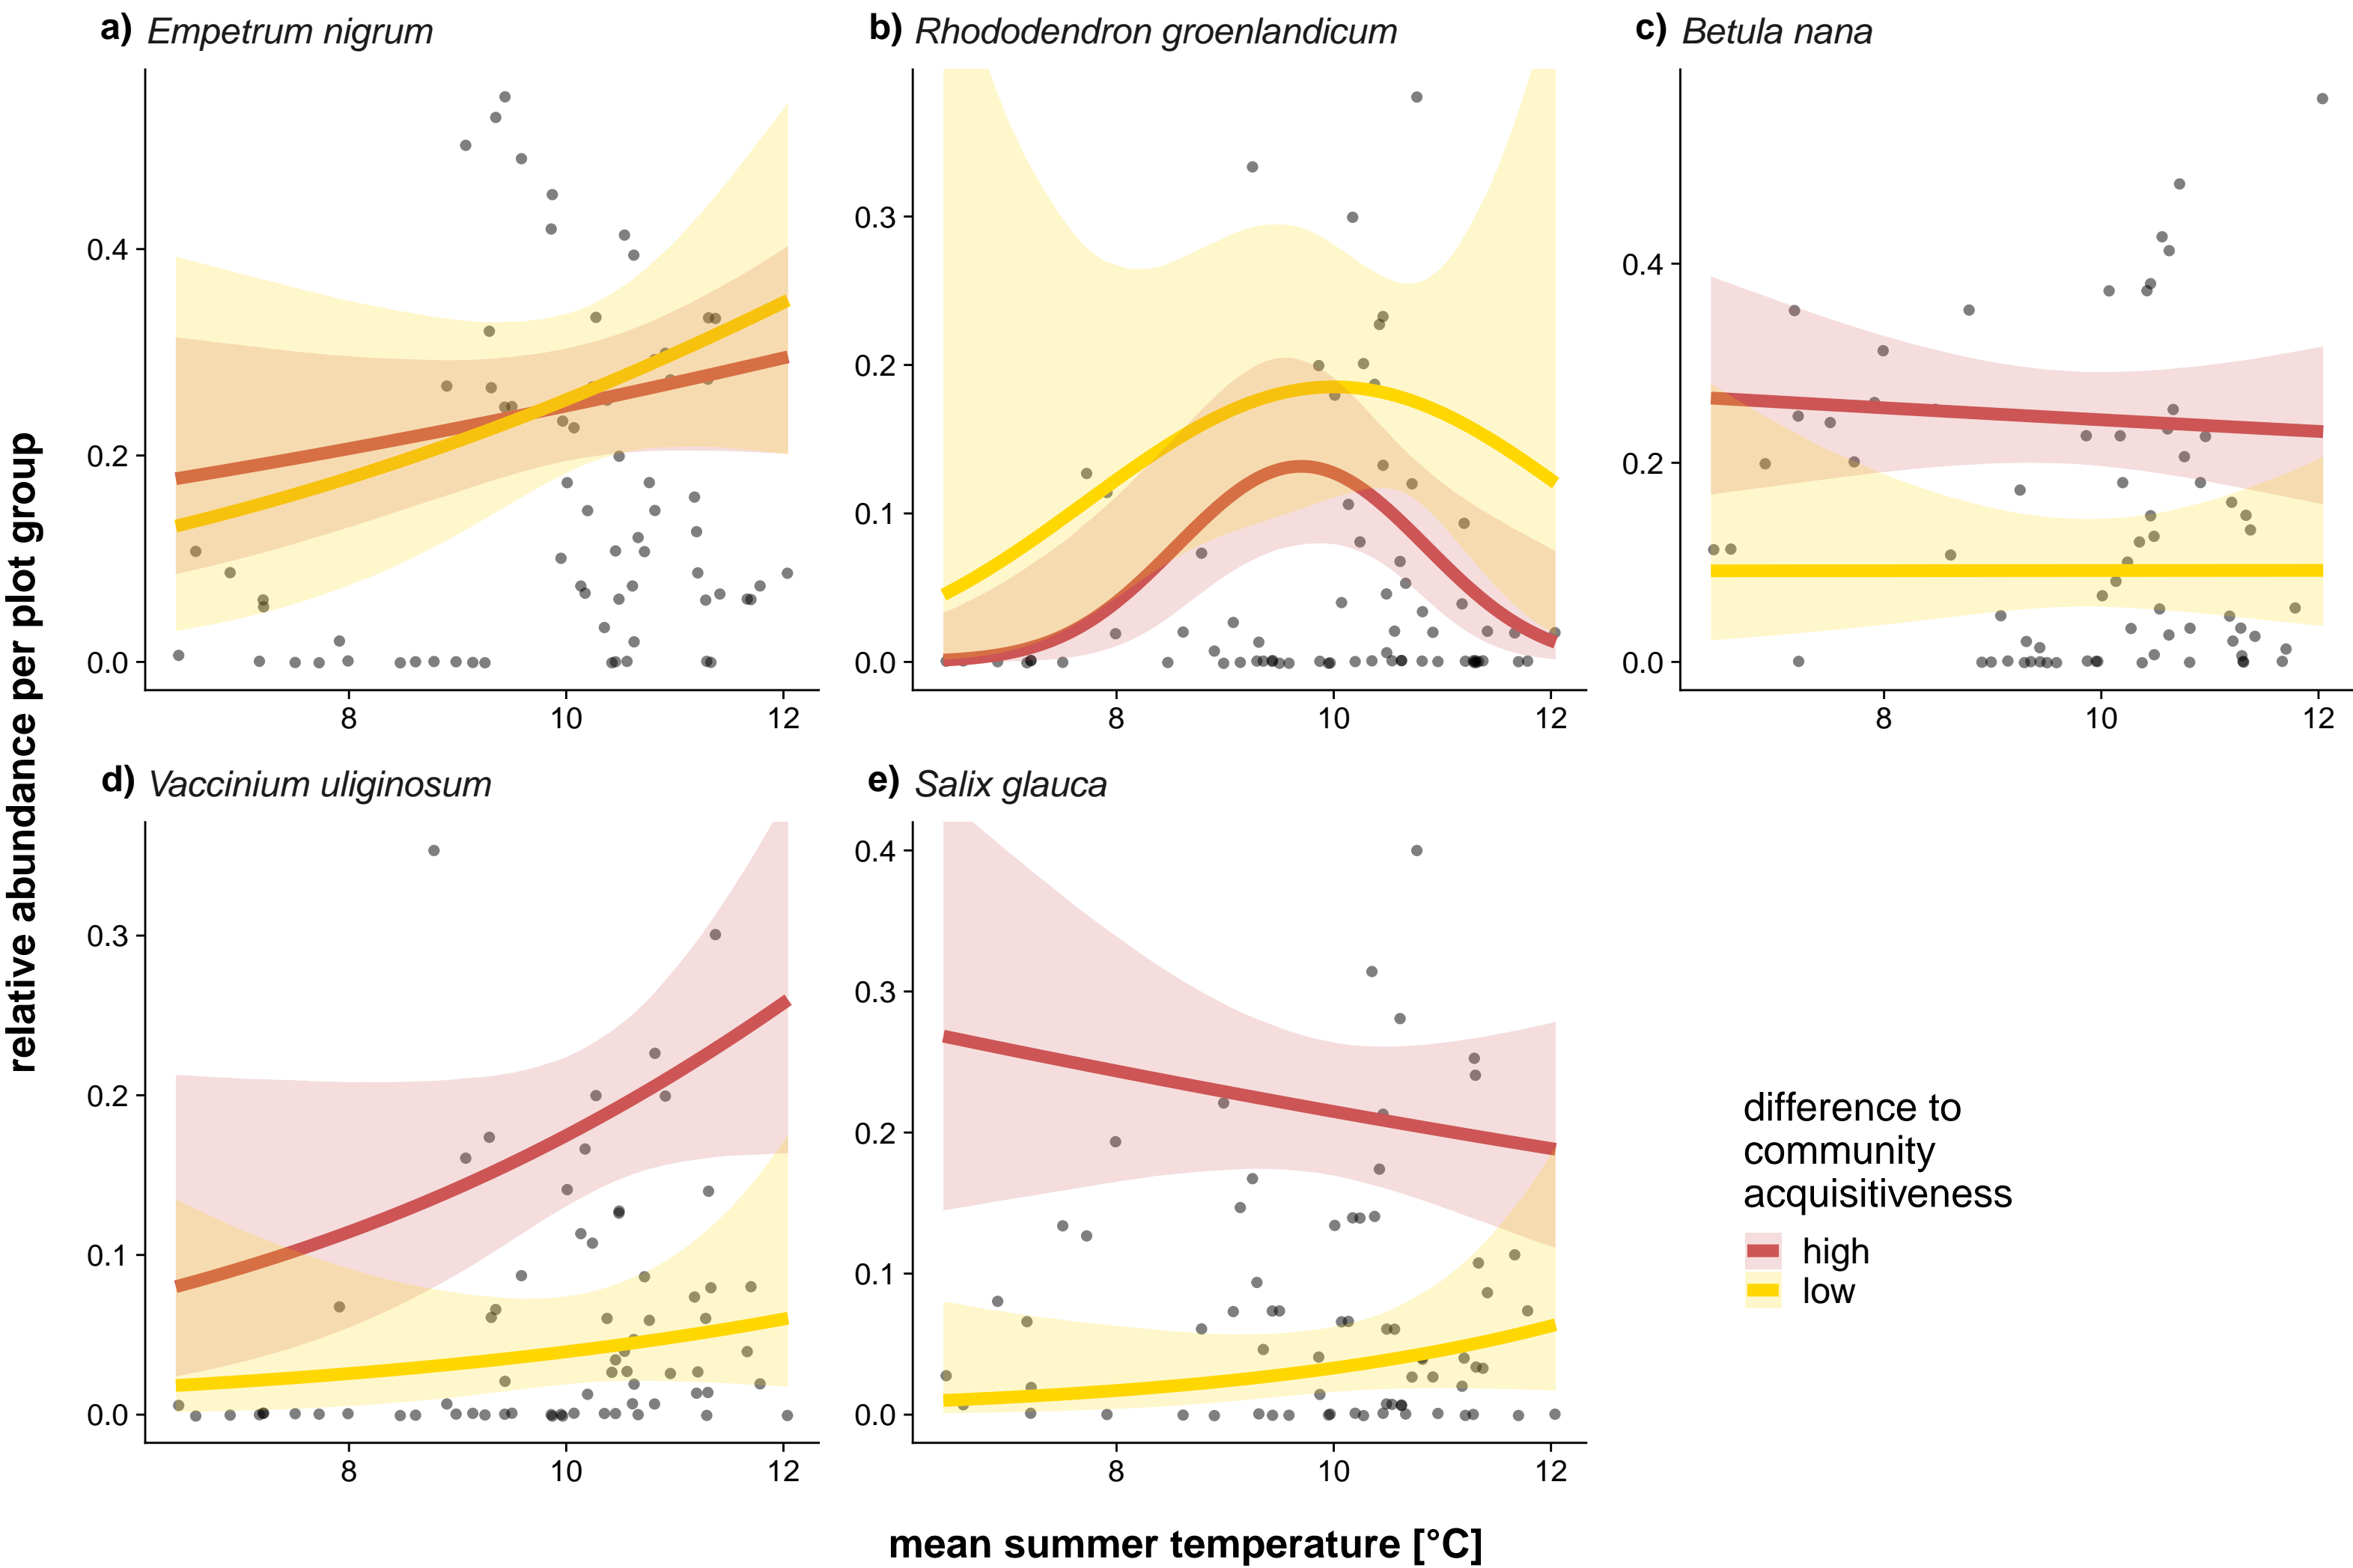 a) Empetrum nigrum
b) Rhododendron groenlandicum
c) Betula nana
0.4
0.2
0.0
8 10 12
0.3
0.2
0.1
0.0
8 10 12
0.4
0.2
0.0
8 10 12
d) Vaccinium uliginosum
e) Salix glauca
0.3
0.2
0.1
0.0
8 10 12
0.4
0.3
0.2
0.1
0.0
8 10 12
relative abundance per plot group
mean summer temperature [°C]
difference to
community
acquisitiveness
high
low